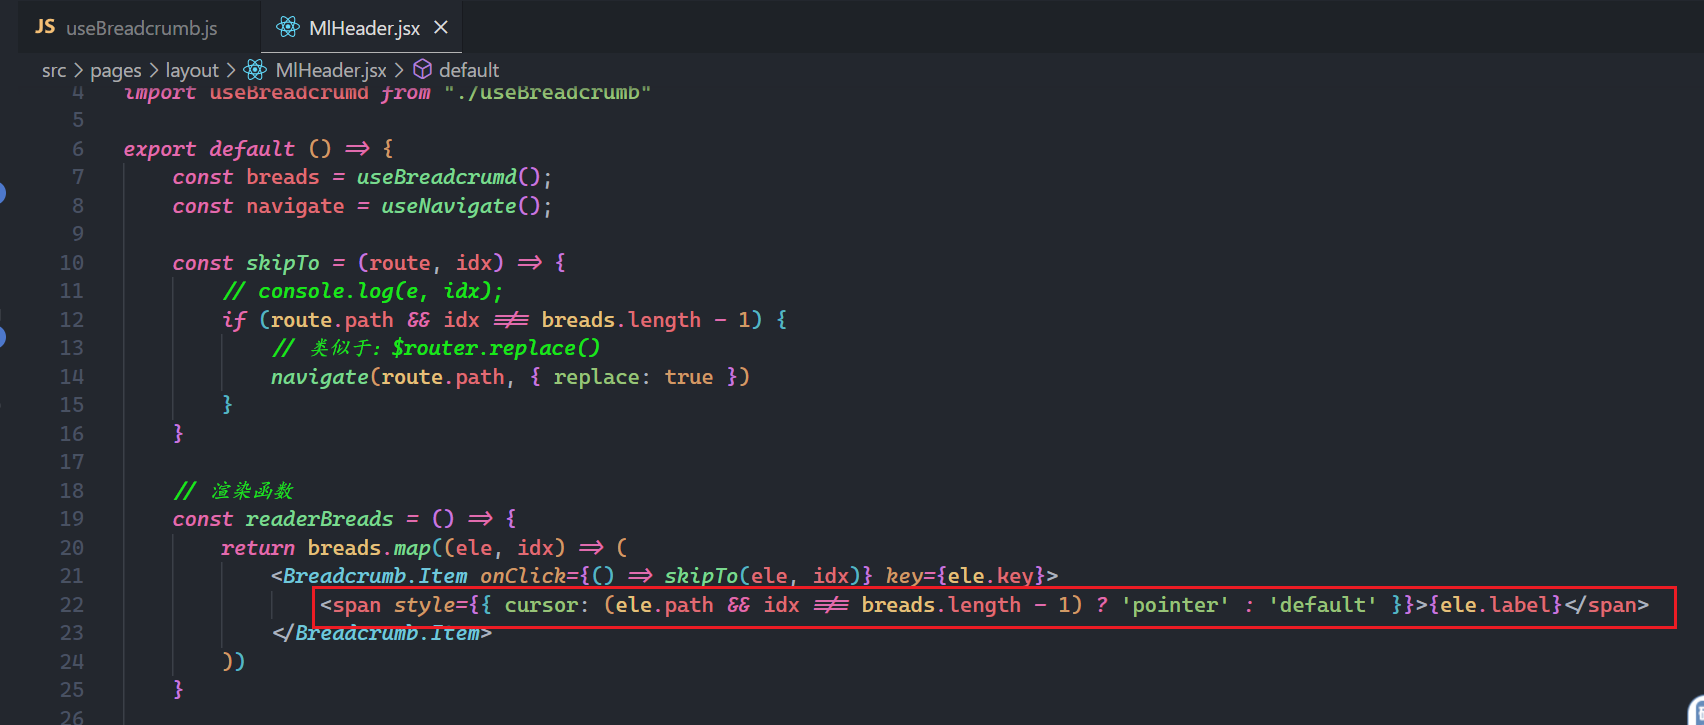 JS useBreadcrumb.js MlHeader.jsx ×
src > pages > layout > MlHeader.jsx > default
4 import useBreadcrumd from "./useBreadcrumb"
5
6 export default () => {
7 const breads = useBreadcrumd();
8 const navigate = useNavigate();
9
10 const skipTo = (route, idx) => {
11 // console.log(e, idx);
12 if (route.path && idx !== breads.length - 1) {
13 // 类似于: $router.replace()
14 navigate(route.path, { replace: true })
15 }
16 }
17
18 // 渲染函数
19 const readerBreads = () => {
20 return breads.map((ele, idx) => (
21 <Breadcrumb.Item onClick={() => skipTo(ele, idx)} key={ele.key}>
22 <span style={{ cursor: (ele.path && idx !== breads.length - 1) ? 'pointer' : 'default' }}>{ele.label}</span>
23 </Breadcrumb.Item>
24 ))
25 }
26